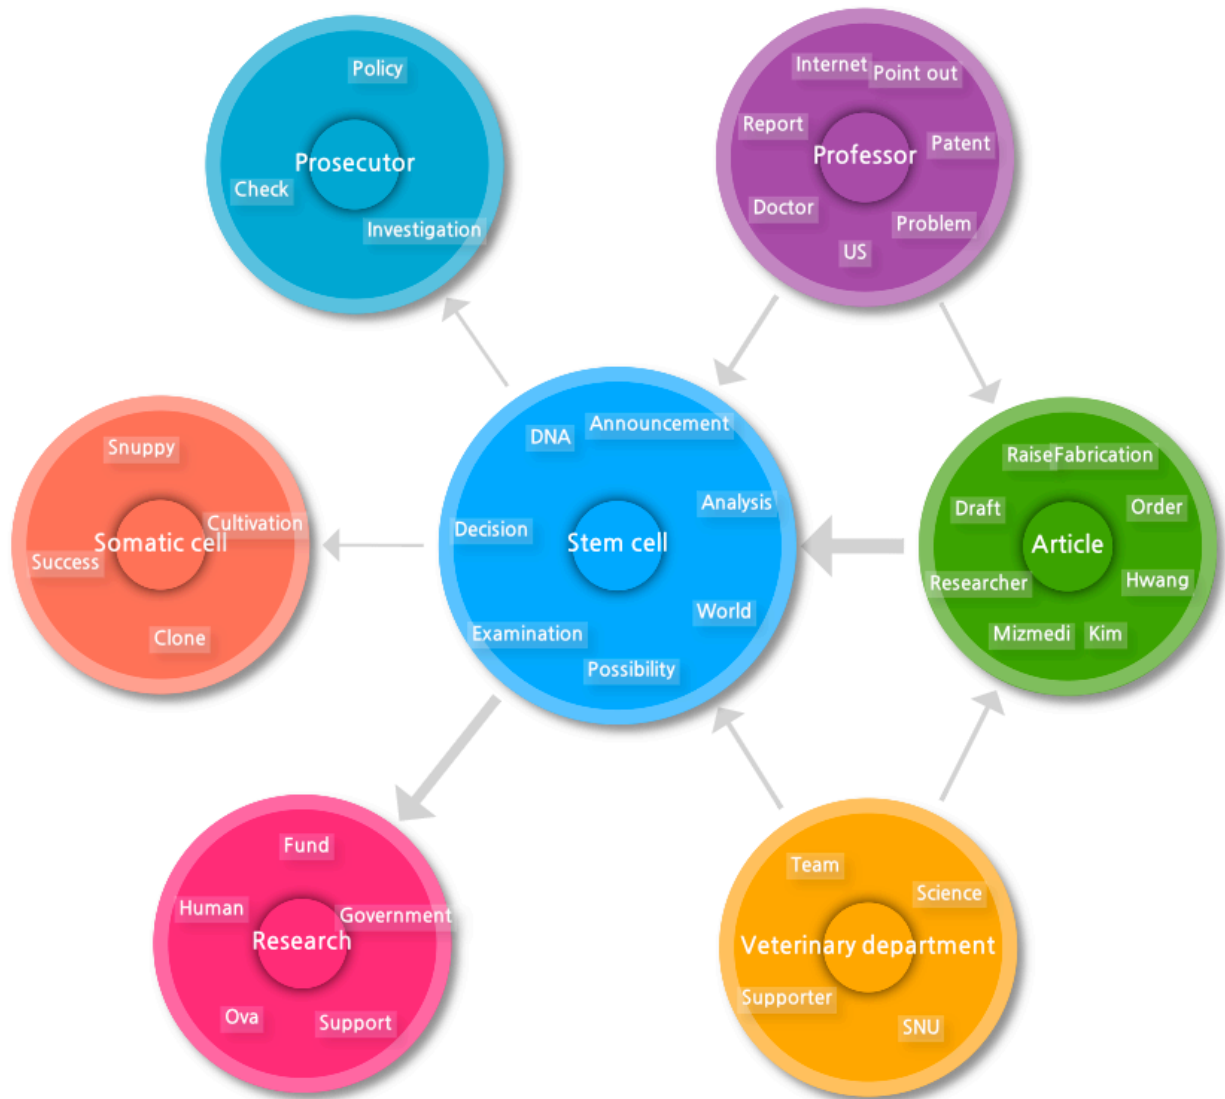 Policy
Prosecutor
Check
Investigation
Internet
Point out
Report
Patent
Professor
Doctor
Problem
US
Snuppy
Cultivation
Somatic cell
Success
Clone
Announcement
DNA
Analysis
Decision
Stem cell
World
Examination
Possibility
Raise
Fabrication
Draft
Order
Article
Researcher
Hwang
Mizmedi
Kim
Fund
Human
Government
Research
Ova
Support
Team
Science
Veterinary department
Supporter
SNU